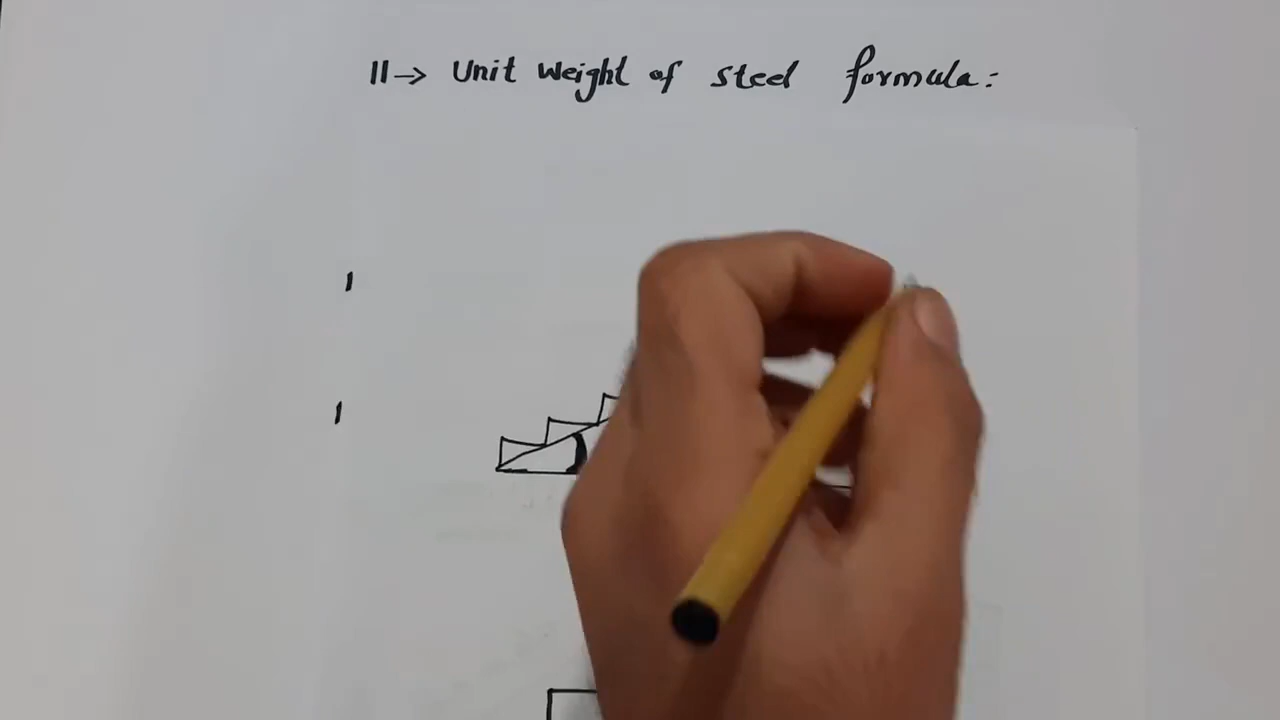 11→ Unit weight of steel formula: